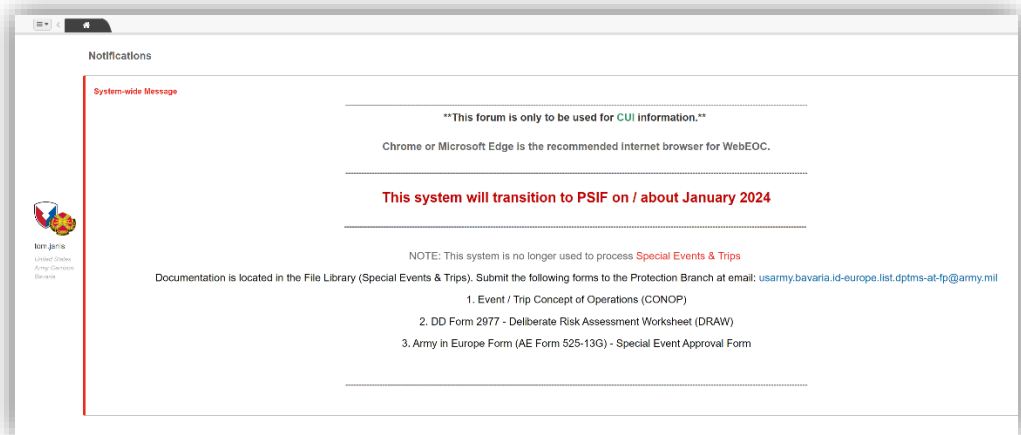 Notifications
System-wide Message
**This forum is only to be used for CUI information.**
Chrome or Microsoft Edge is the recommended internet browser for WebEOC.
This system will transition to PSIF on / about January 2024
NOTE: This system is no longer used to process Special Events & Trips
Documentation is located in the File Library (Special Events & Trips). Submit the following forms to the Protection Branch at email: usarmy.bavaria.id-europe.list.dptms-at-fp@army.mil
1. Event / Trip Concept of Operations (CONOP)
2. DD Form 2977 - Deliberate Risk Assessment Worksheet (DRAW)
3. Army in Europe Form (AE Form 525-13G) - Special Event Approval Form
tom.janis
United States
Army Garrison
Bavaria